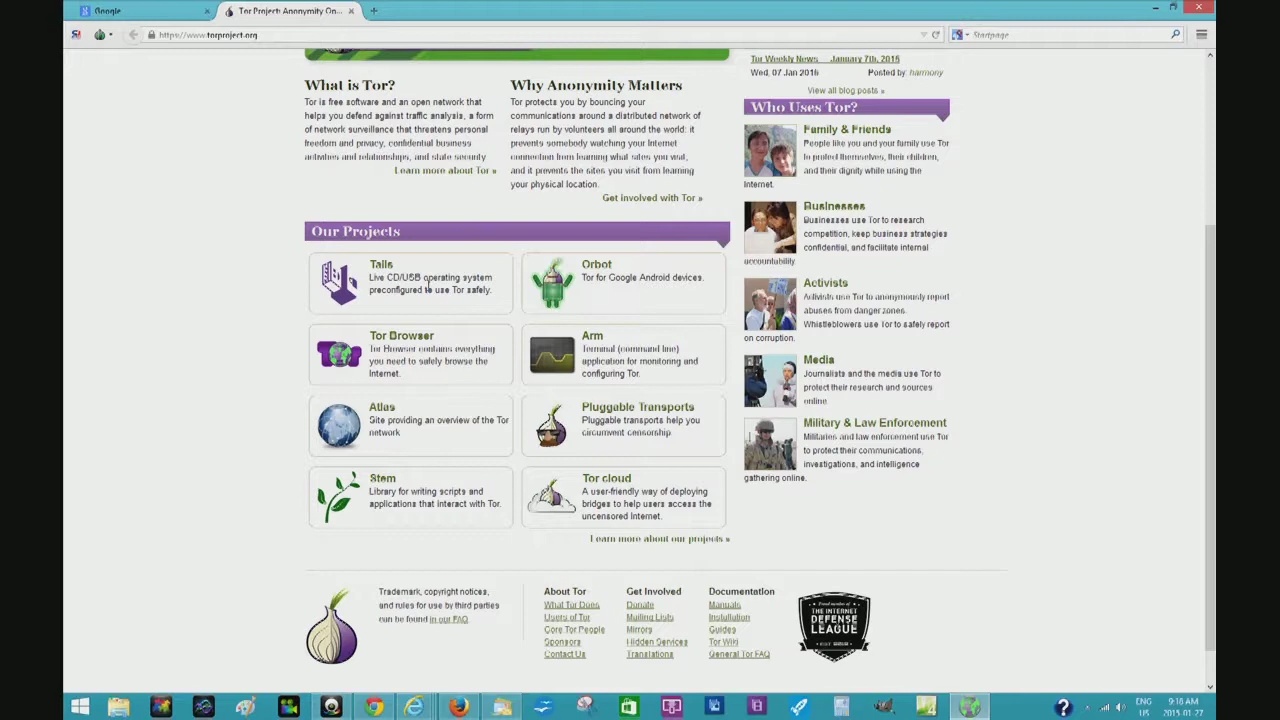 Google
Tor Project: Anonymity On...
https://www.torproject.org
Startpage
What is Tor?
Tor is free software and an open network that
helps you defend against traffic analysis, a form
of network surveillance that threatens personal
freedom and privacy, confidential business
activities and relationships, and state security
Learn more about Tor »
Why Anonymity Matters
Tor protects you by bouncing your
communications around a distributed network of
relays run by volunteers all around the world: it
prevents somebody watching your Internet
connection from learning what sites you visit,
and it prevents the sites you visit from learning
your physical location.
Get involved with Tor »
Tor Weekly News — January 7th, 2015
Wed, 07 Jan 2015
Posted by: harmony
View all blog posts »
Who Uses Tor?
Family & Friends
People like you and your family use Tor
to protect themselves, their children,
and their dignity while using the
Internet.
Businesses
Businesses use Tor to research
competition, keep business strategies
confidential, and facilitate internal
accountability.
Activists
Activists use Tor to anonymously report
abuses from danger zones.
Whistleblowers use Tor to safely report
on corruption.
Media
Journalists and the media use Tor to
protect their research and sources
online.
Military & Law Enforcement
Militaries and law enforcement use Tor
to protect their communications,
investigations, and intelligence
gathering online.
Our Projects
Tails
Live CD/USB operating system
preconfigured to use Tor safely.
Orbot
Tor for Google Android devices.
Tor Browser
Tor Browser contains everything
you need to safely browse the
Internet.
Arm
Terminal (command line)
application for monitoring and
configuring Tor.
Atlas
Site providing an overview of the Tor
network
Pluggable Transports
Pluggable transports help you
circumvent censorship.
Stem
Library for writing scripts and
applications that interact with Tor.
Tor cloud
A user-friendly way of deploying
bridges to help users access the
uncensored Internet.
Learn more about our projects »
Trademark, copyright notices,
and rules for use by third parties
can be found in our FAQ.
About Tor
What Tor Does
Users of Tor
Core Tor People
Sponsors
Contact Us
Get Involved
Donate
Mailing Lists
Mirrors
Hidden Services
Translations
Documentation
Manuals
Installation
Guides
Tor Wiki
General Tor FAQ
THE INTERNET
DEFENSE
LEAGUE
ENG
US
9:18 AM
2015-01-27